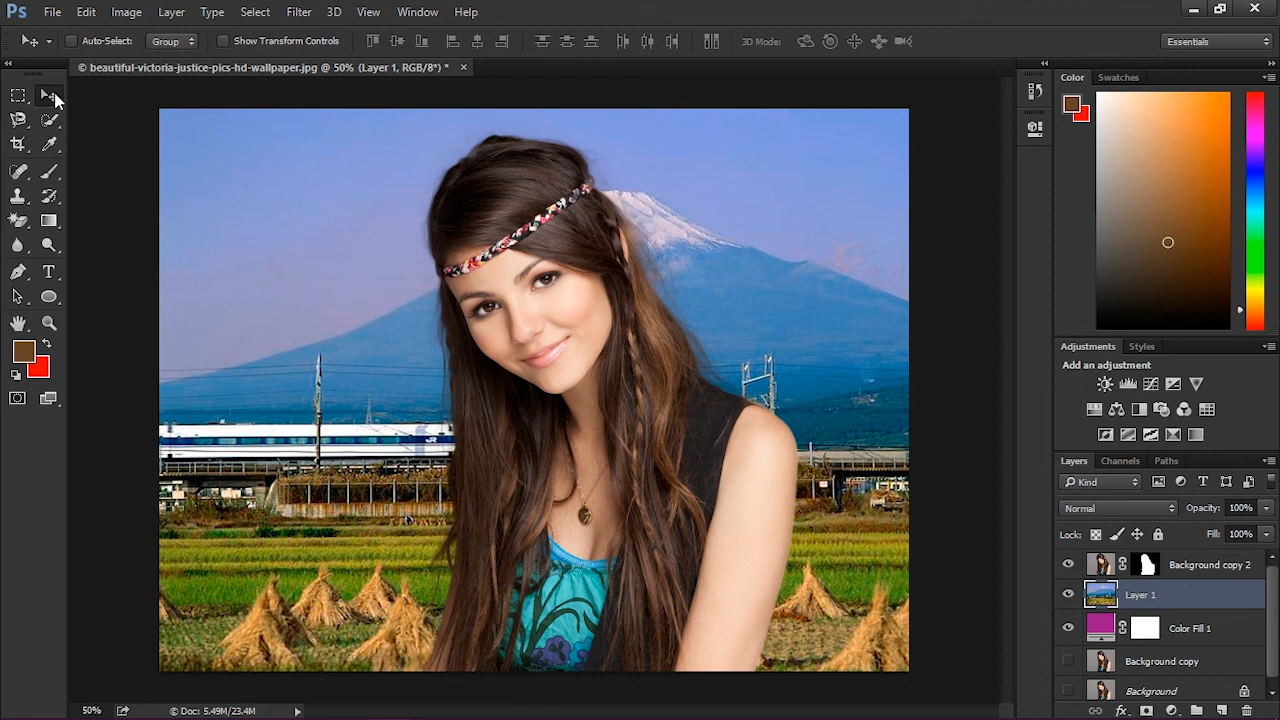 Ps File Edit Image Layer Type Select Filter 3D View Window Help
Auto-Select: Group Show Transform Controls 3D Mode: Essentials
© beautiful-victoria-justice-pics-hd-wallpaper.jpg @ 50% (Layer 1, RGB/8*) *
Color Swatches
T
JR
Adjustments Styles
Add an adjustment
Layers Channels Paths
Kind T
Normal Opacity: 100%
Lock: Fill: 100%
Background copy 2
Layer 1
Color Fill 1
Background copy
Background
fx
50% © Doc: 5.49M/23.4M